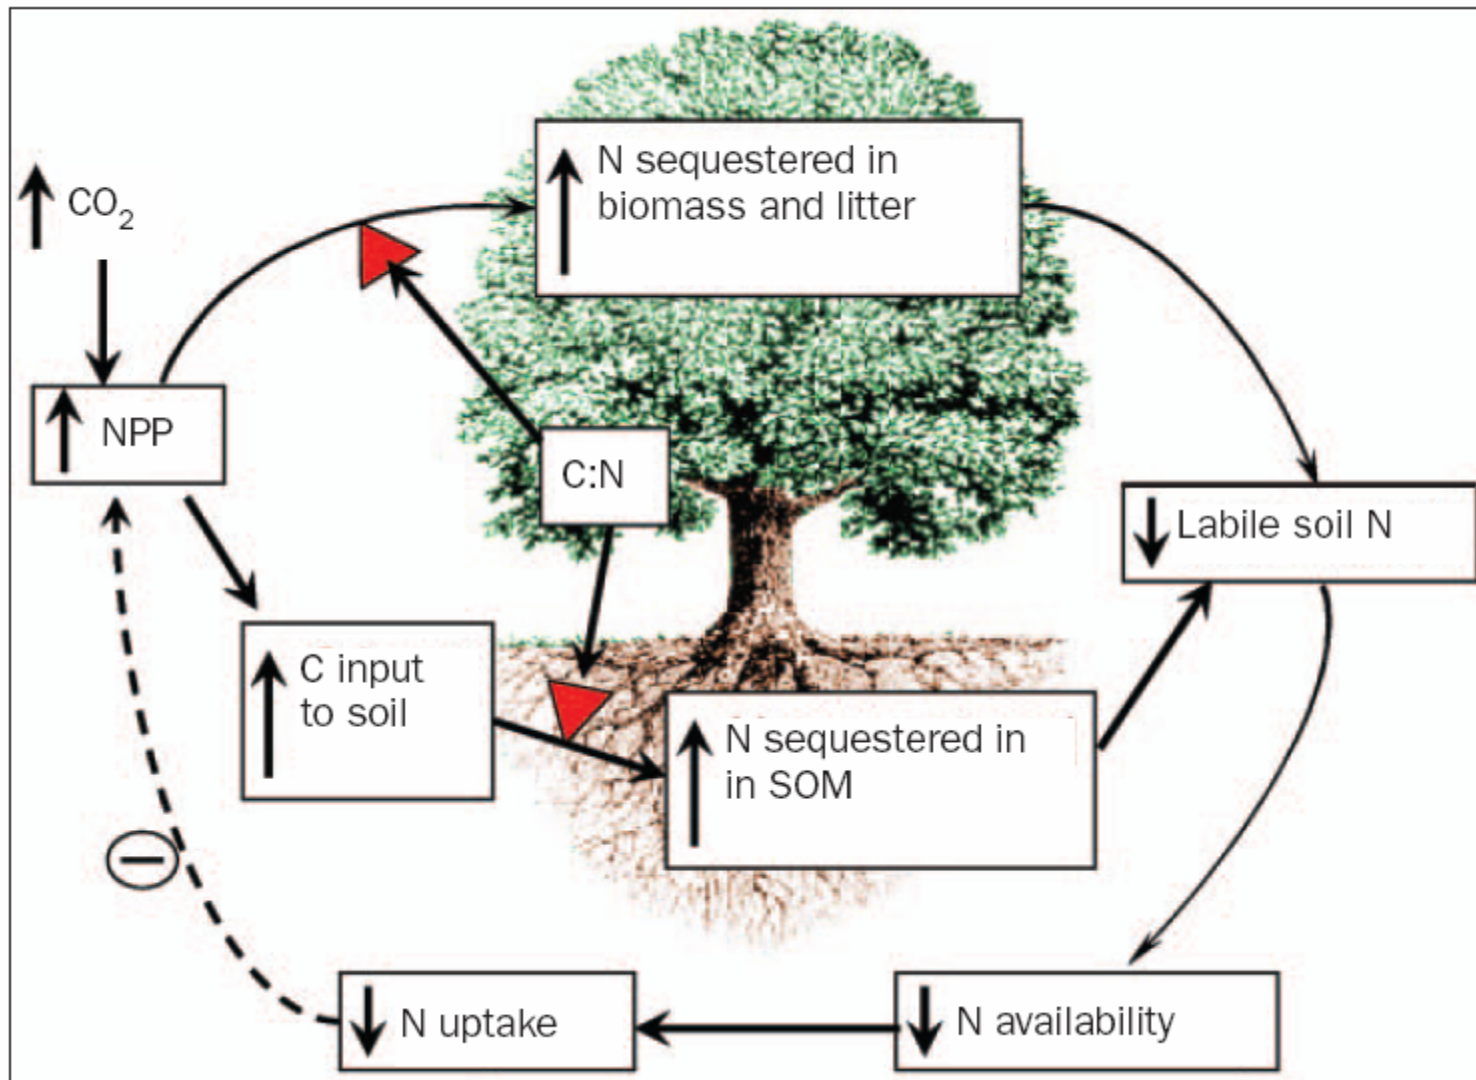 N sequestered in
biomass and litter
CO₂
NPP
C:N
Labile soil N
C input
to soil
N sequestered in
in SOM
N uptake
N availability